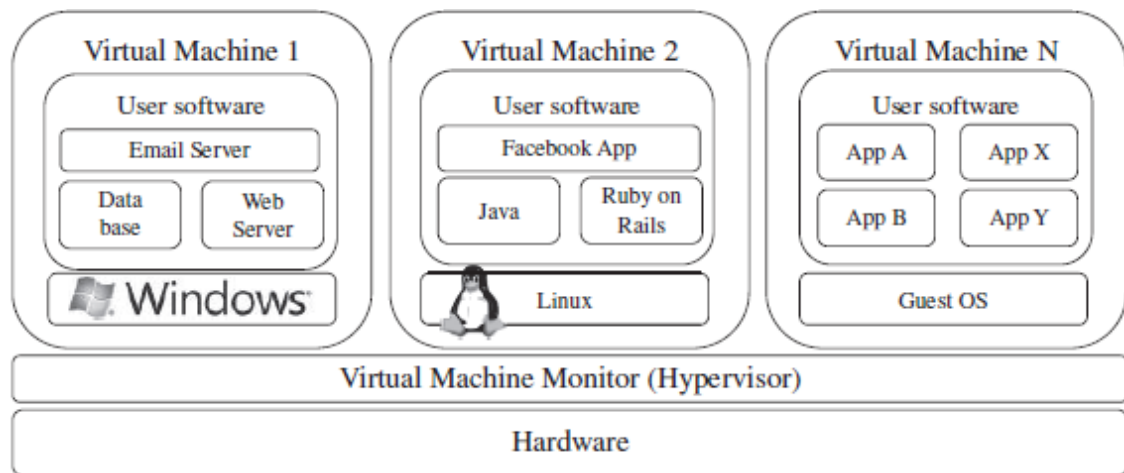 Virtual Machine 1
User software
Email Server
Data
base
Web
Server
Windows
Virtual Machine 2
User software
Facebook App
Java
Ruby on
Rails
Linux
Virtual Machine N
User software
App A
App X
App B
App Y
Guest OS
Virtual Machine Monitor (Hypervisor)
Hardware